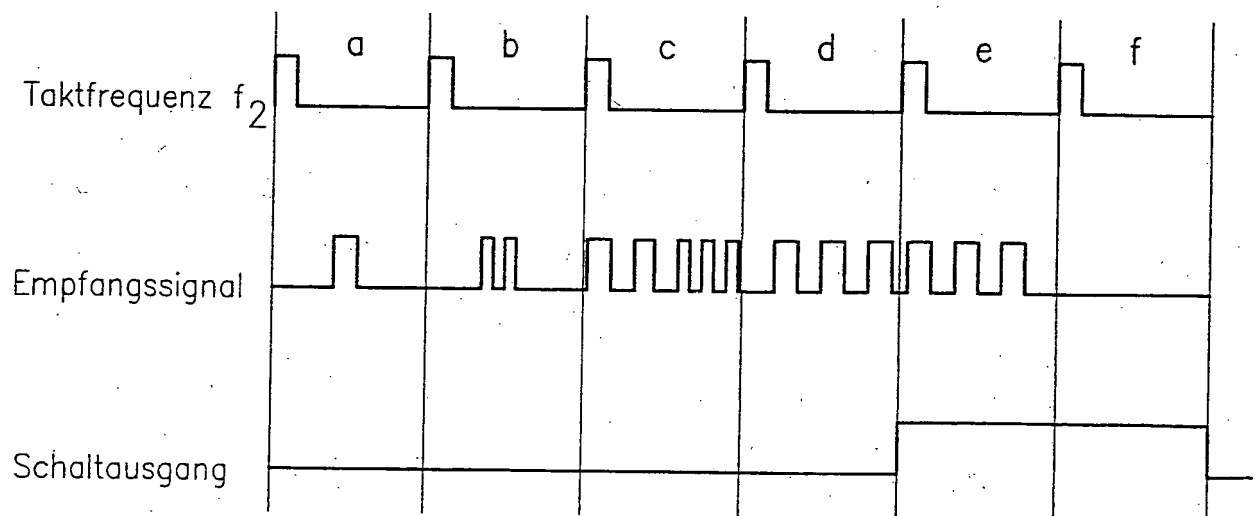 a b c d e f
Taktfrequenz f2
Empfangssignal
Schaltausgang